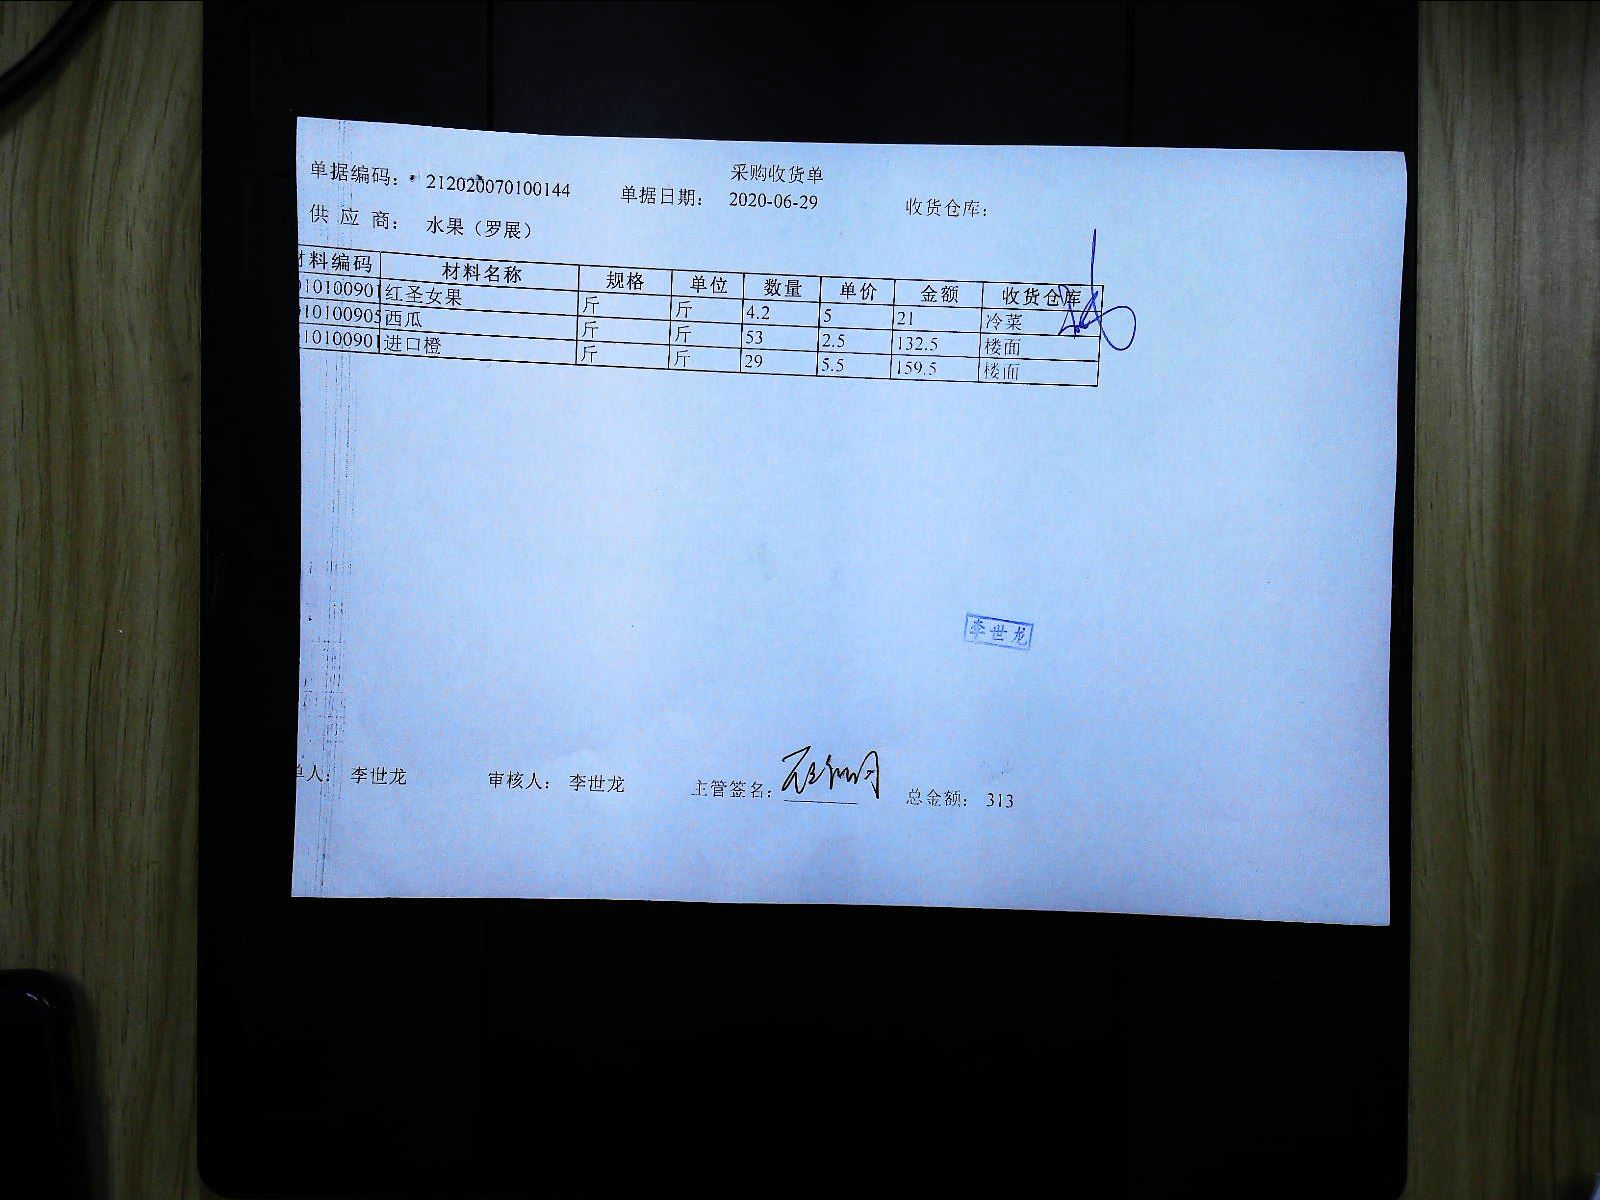 采购收货单
单据编码： 212020070100144 单据日期： 2020-06-29 收货仓库：
供 应 商： 水果（罗展）
材料编码 材料名称 规格 单位 数量 单价 金额 收货仓库
010100901 红圣女果 斤 斤 4.2 5 21 冷菜
010100905 西瓜 斤 斤 53 2.5 132.5 楼面
010100901 进口橙 斤 斤 29 5.5 159.5 楼面
李世龙
单人： 李世龙 审核人： 李世龙 主管签名： 总金额： 313